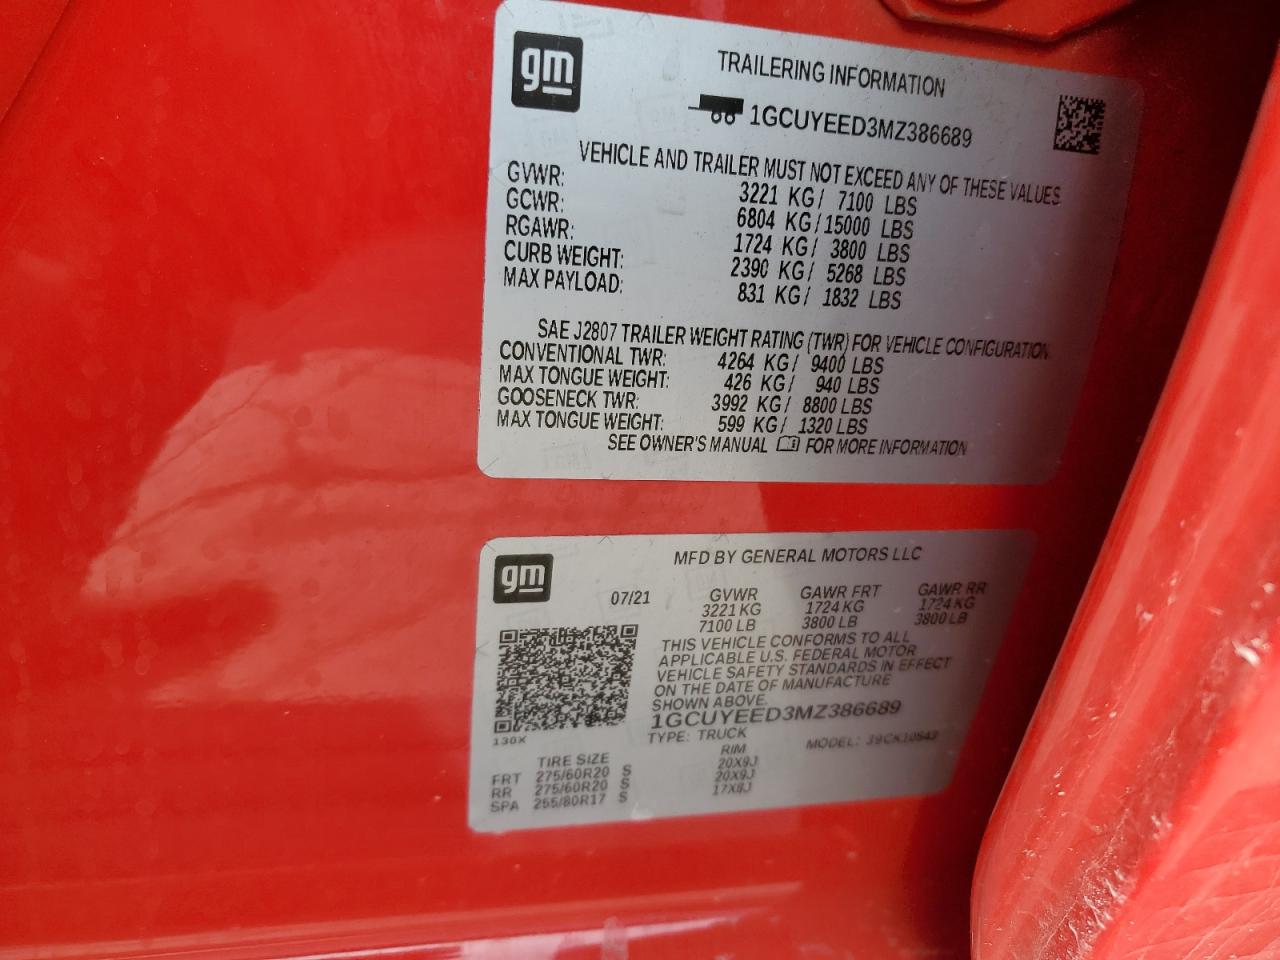 gm
TRAILERING INFORMATION
1GCUYEED3MZ386689
VEHICLE AND TRAILER MUST NOT EXCEED ANY OF THESE VALUES
GVWR: 3221 KG/ 7100 LBS
GCWR: 6804 KG/ 15000 LBS
RGAWR: 1724 KG/ 3800 LBS
CURB WEIGHT: 2390 KG/ 5268 LBS
MAX PAYLOAD: 831 KG/ 1832 LBS
SAE J2807 TRAILER WEIGHT RATING (TWR) FOR VEHICLE CONFIGURATION
CONVENTIONAL TWR: 4264 KG/ 9400 LBS
MAX TONGUE WEIGHT: 426 KG/ 940 LBS
GOOSENECK TWR: 3992 KG/ 8800 LBS
MAX TONGUE WEIGHT: 599 KG/ 1320 LBS
SEE OWNER'S MANUAL FOR MORE INFORMATION
gm
MFD BY GENERAL MOTORS LLC
07/21 GVWR GAWR FRT GAWR RR
3221 KG 1724 KG 1724 KG
7100 LB 3800 LB 3800 LB
THIS VEHICLE CONFORMS TO ALL
APPLICABLE U.S. FEDERAL MOTOR
VEHICLE SAFETY STANDARDS IN EFFECT
ON THE DATE OF MANUFACTURE
SHOWN ABOVE.
1GCUYEED3MZ386689
130X TYPE: TRUCK MODEL: 39CK10543
TIRE SIZE RIM
FRT 275/60R20 S 20X9J
RR 275/60R20 S 20X9J
SPA 255/80R17 S 17X8J